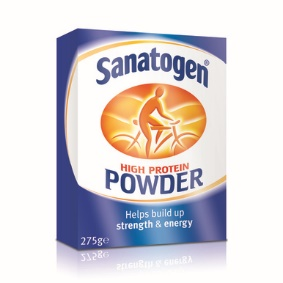 Sanatogen®
HIGH PROTEIN
POWDER
Helps build up
strength & energy
275g℮